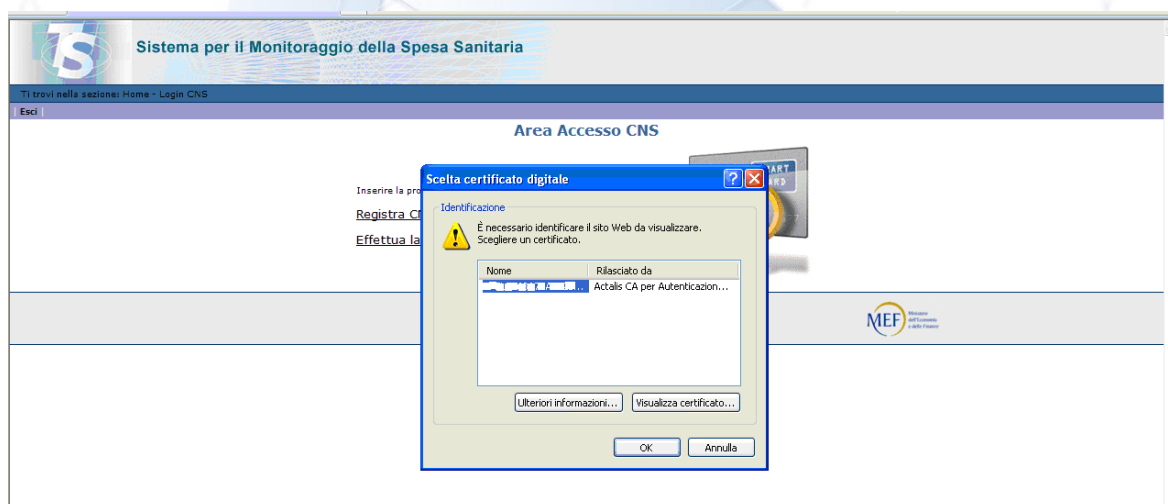 TS
Sistema per il Monitoraggio della Spesa Sanitaria
Ti trovi nella sezione: Home - Login CNS
| Esci |
Area Accesso CNS
Inserire la pro
Registra C
Effettua la
Scelta certificato digitale
Identificazione
È necessario identificare il sito Web da visualizzare.
Scegliere un certificato.
Nome Rilasciato da
Actalis CA per Autenticazion...
Ulteriori informazioni... Visualizza certificato...
OK Annulla
MEF